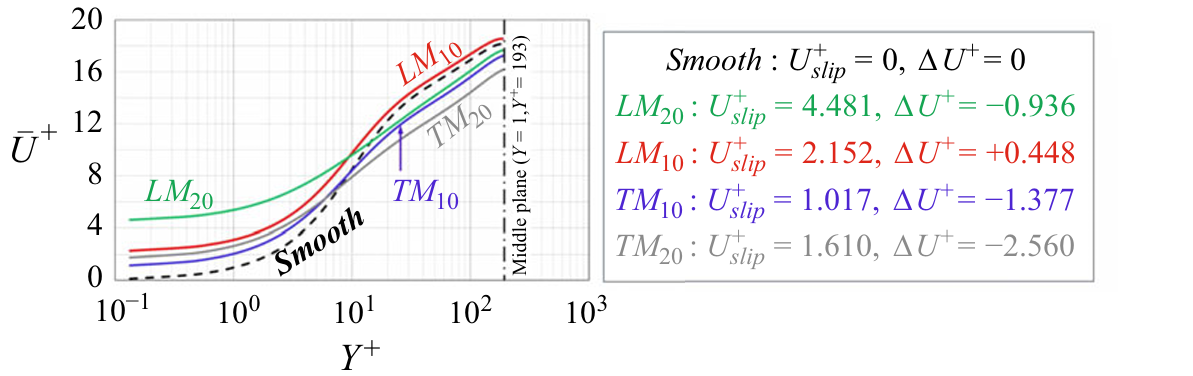 20
16
12
8
4
0
Ū⁺
10⁻¹
10⁰
10¹
10²
10³
Y⁺
LM₁₀
LM₂₀
TM₂₀
TM₁₀
Smooth
Middle plane (Y = 1,Y⁺= 193)
Smooth : U⁺slip = 0, ΔU⁺= 0
LM₂₀ : U⁺slip = 4.481, ΔU⁺= −0.936
LM₁₀ : U⁺slip = 2.152, ΔU⁺= +0.448
TM₁₀ : U⁺slip = 1.017, ΔU⁺= −1.377
TM₂₀ : U⁺slip = 1.610, ΔU⁺= −2.560